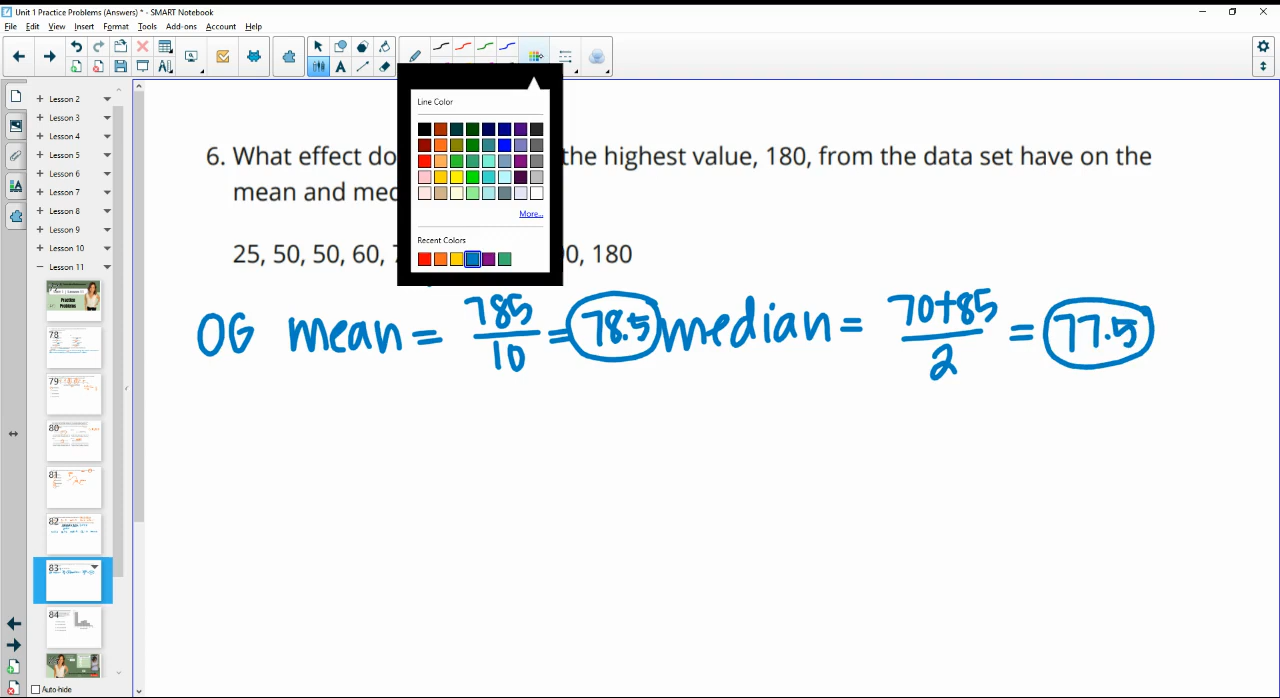 Unit 1 Practice Problems (Answers) * - SMART Notebook
File Edit View Insert Format Tools Add-ons Account Help
Lesson 2
Lesson 3
Lesson 4
Lesson 5
Lesson 6
Lesson 7
Lesson 8
Lesson 9
Lesson 10
Lesson 11
Practice
Problems
78
79
80
81
82
83
84
Auto-hide
Line Color
More...
Recent Colors
6. What effect do the highest value, 180, from the data set have on the
mean and med
25, 50, 50, 60, 180
OG mean = 785/10 = 78.5 median = 70+85/2 = 77.5